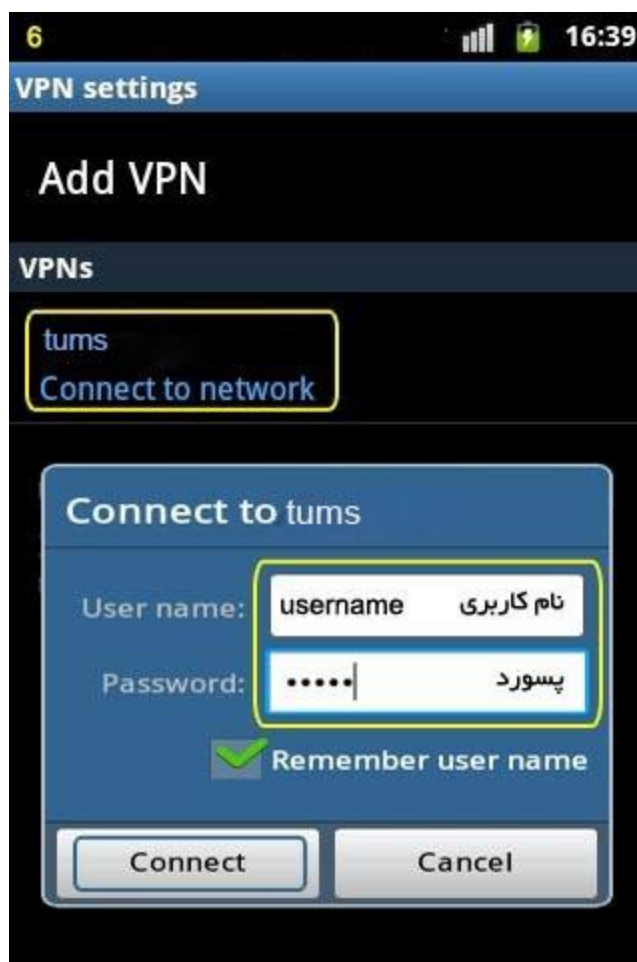 6 16:39
VPN settings
Add VPN
VPNs
tums
Connect to network
Connect to tums
User name: username نام کاربری
Password: ••••• پسورد
Remember user name
Connect Cancel